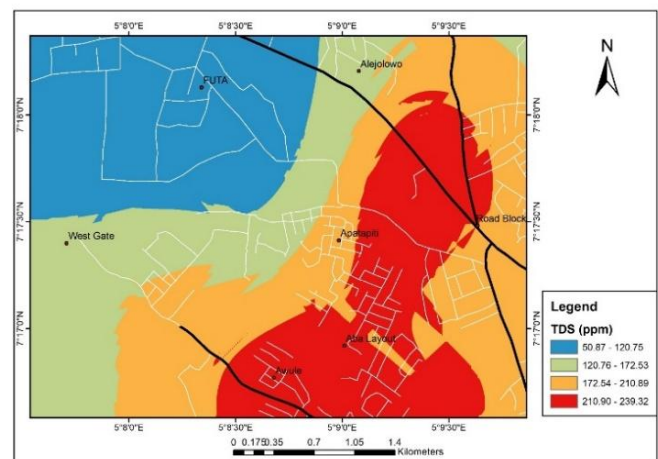 5°8'0"E 5°8'30"E 5°9'0"E 5°9'30"E
N
Alejolowo
FUTA
7°18'0"N 7°18'0"N
7°17'30"N 7°17'30"N
Road Block
West Gate
Apatapiti
7°17'0"N 7°17'0"N
Aba Layout
Aujule
Legend
TDS (ppm)
50.87 - 120.75
120.76 - 172.53
172.54 - 210.89
210.90 - 239.32
5°8'0"E 5°8'30"E 5°9'0"E 5°9'30"E
0 0.175 0.35 0.7 1.05 1.4
Kilometers